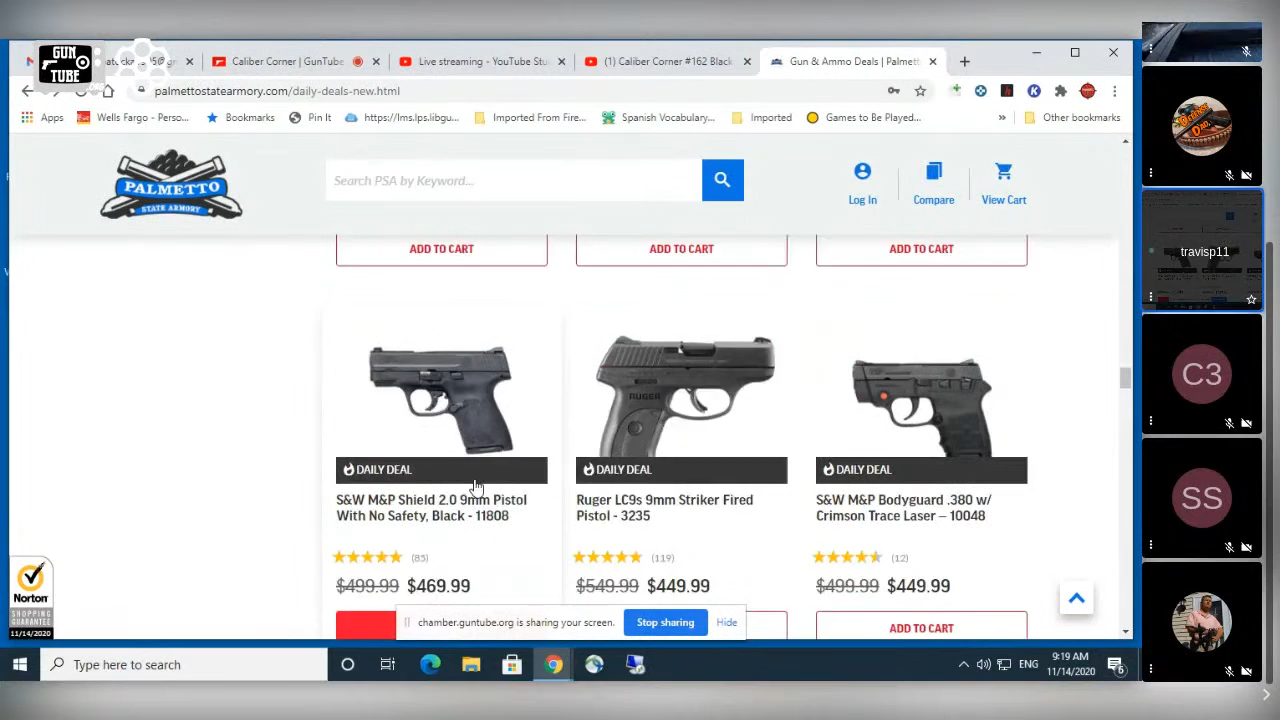 GUN
TUBE
atuck
5@g
Caliber Corner | GunTube
Live streaming - YouTube Stu
(1) Caliber Corner #162 Black
Gun & Ammo Deals | Palmett
palmettostatearmory.com/daily-deals-new.html
Apps
Wells Fargo - Perso...
Bookmarks
Pin It
https://lms.lps.libgu...
Imported From Fire...
Spanish Vocabulary...
Imported
Games to Be Played...
»
Other bookmarks
PALMETTO
STATE ARMORY
Search PSA by Keyword...
Log In
Compare
View Cart
ADD TO CART
ADD TO CART
ADD TO CART
RUGER
DAILY DEAL
DAILY DEAL
DAILY DEAL
S&W M&P Shield 2.0 9mm Pistol
With No Safety, Black - 11808
Ruger LC9s 9mm Striker Fired
Pistol - 3235
S&W M&P Bodyguard .380 w/
Crimson Trace Laser – 10048
(85)
(119)
(12)
$499.99 $469.99
$549.99 $449.99
$499.99 $449.99
ADD TO CART
chamber.guntube.org is sharing your screen.
Stop sharing
Hide
Norton
SHOPPING
GUARANTEE
11/14/2020
Type here to search
ENG
9:19 AM
11/14/2020
6
travisp11
C3
SS